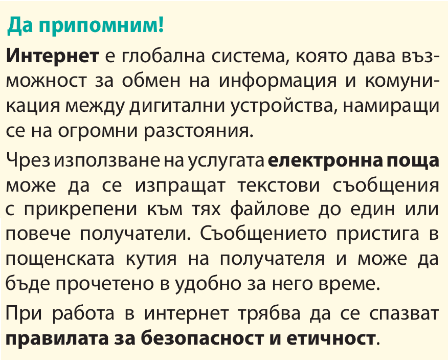 Да припомним!
Интернет е глобална система, която дава въз-
можност за обмен на информация и комуни-
кация между дигитални устройства, намиращи
се на огромни разстояния.
Чрез използване на услугата електронна поща
може да се изпращат текстови съобщения
с прикрепени към тях файлове до един или
повече получатели. Съобщението пристига в
пощенската кутия на получателя и може да
бъде прочетено в удобно за него време.
При работа в интернет трябва да се спазват
правилата за безопасност и етичност.